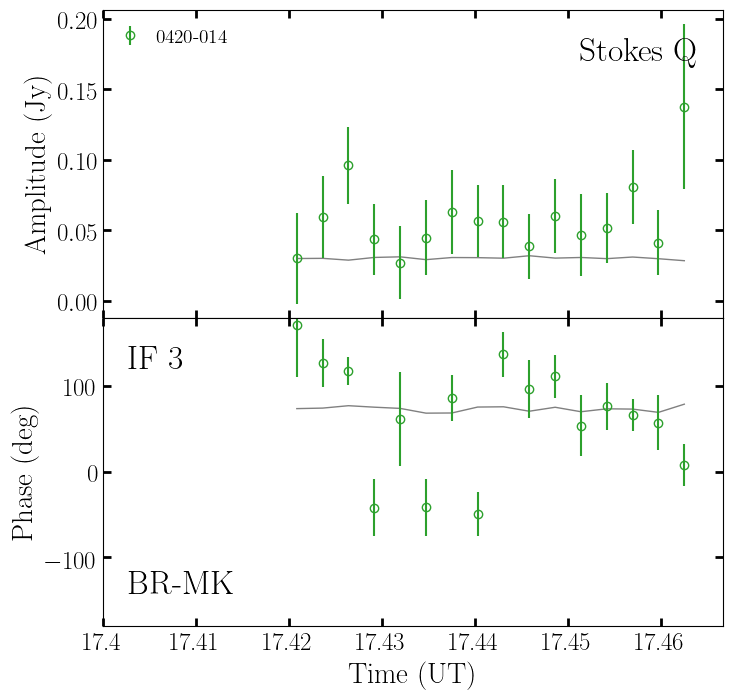 0420-014
Stokes Q
0.20
0.15
0.10
0.05
0.00
Amplitude (Jy)
IF 3
100
0
−100
Phase (deg)
BR-MK
17.4 17.41 17.42 17.43 17.44 17.45 17.46
Time (UT)